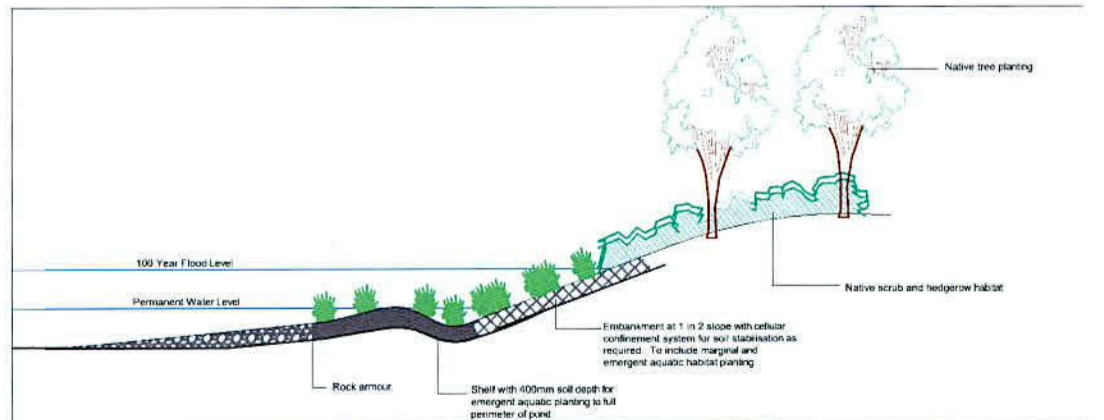 Native tree planting
100 Year Flood Level
Permanent Water Level
Native scrub and hedgerow habitat
Embankment at 1 in 2 slope with cellular
confinement system for soil stabilisation as
required. To include marginal and
emergent aquatic habitat planting
Rock armour
Shelf with 400mm soil depth for
emergent aquatic planting to full
perimeter of pond